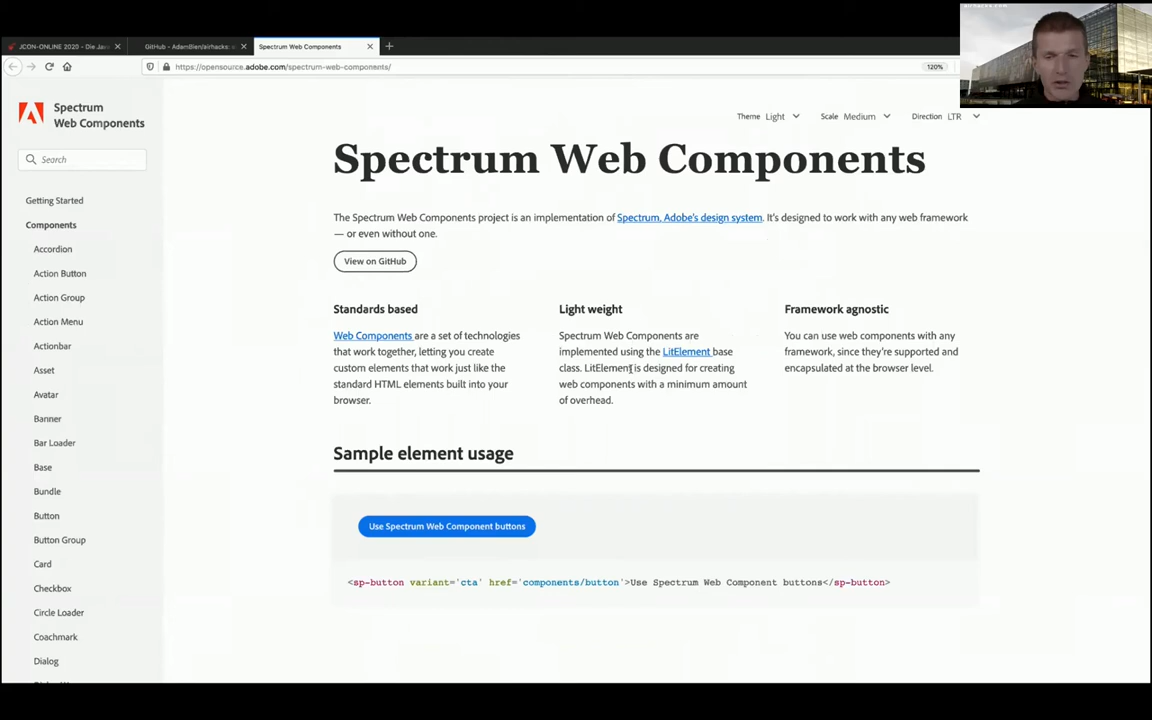 JCON-ONLINE 2020 - Die Jav
GitHub - AdamBien/airhacks:
Spectrum Web Components
airhacks.com
https://opensource.adobe.com/spectrum-web-components/
120%
Spectrum
Web Components
Search
Getting Started
Components
Accordion
Action Button
Action Group
Action Menu
Actionbar
Asset
Avatar
Banner
Bar Loader
Base
Bundle
Button
Button Group
Card
Checkbox
Circle Loader
Coachmark
Dialog
Theme Light
Scale Medium
Direction LTR
Spectrum Web Components
The Spectrum Web Components project is an implementation of Spectrum, Adobe's design system. It's designed to work with any web framework
— or even without one.
View on GitHub
Standards based
Web Components are a set of technologies
that work together, letting you create
custom elements that work just like the
standard HTML elements built into your
browser.
Light weight
Spectrum Web Components are
implemented using the LitElement base
class. LitElement is designed for creating
web components with a minimum amount
of overhead.
Framework agnostic
You can use web components with any
framework, since they're supported and
encapsulated at the browser level.
Sample element usage
Use Spectrum Web Component buttons
<sp-button variant='cta' href='components/button'>Use Spectrum Web Component buttons</sp-button>